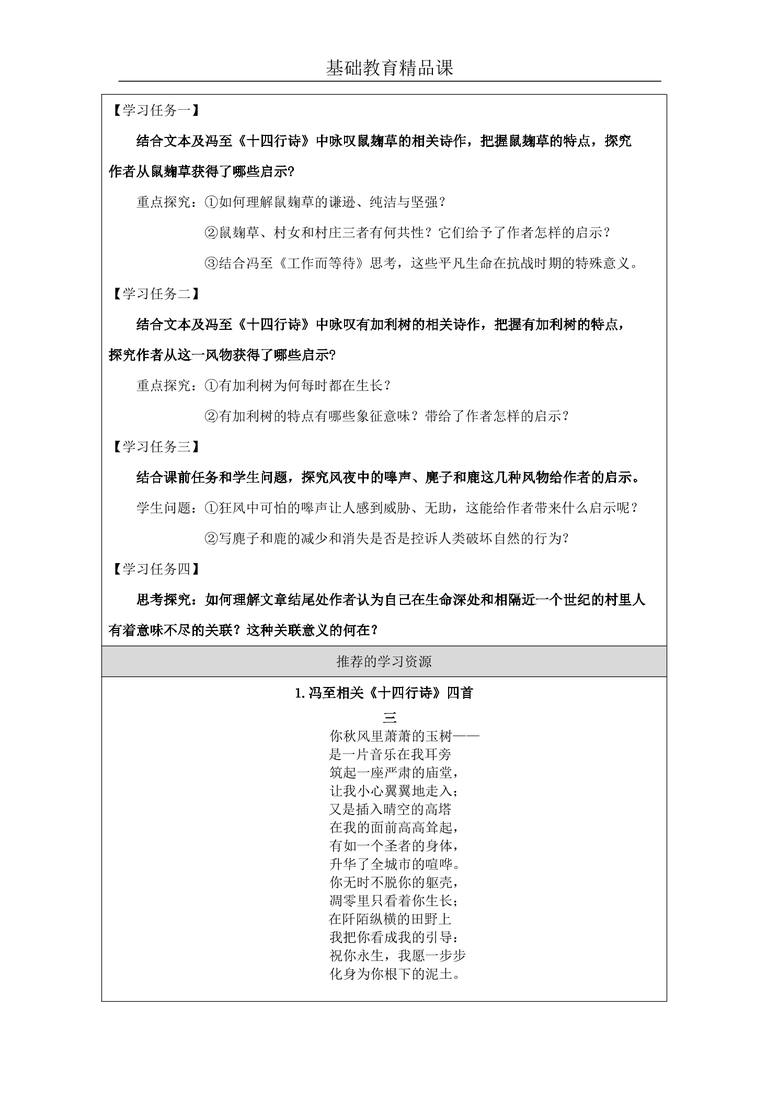 基础教育精品课
【学习任务一】
结合文本及冯至《十四行诗》中咏叹鼠麹草的相关诗作，把握鼠麹草的特点，探究
作者从鼠麹草获得了哪些启示?
重点探究：①如何理解鼠麹草的谦逊、纯洁与坚强？
②鼠麹草、村女和村庄三者有何共性？它们给予了作者怎样的启示？
③结合冯至《工作而等待》思考，这些平凡生命在抗战时期的特殊意义。
【学习任务二】
结合文本及冯至《十四行诗》中咏叹有加利树的相关诗作，把握有加利树的特点，
探究作者从这一风物获得了哪些启示?
重点探究：①有加利树为何每时都在生长？
②有加利树的特点有哪些象征意味？带给了作者怎样的启示？
【学习任务三】
结合课前任务和学生问题，探究风夜中的嗥声、麂子和鹿这几种风物给作者的启示。
学生问题：①狂风中可怕的嗥声让人感到威胁、无助，这能给作者带来什么启示呢？
②写麂子和鹿的减少和消失是否是控诉人类破坏自然的行为？
【学习任务四】
思考探究：如何理解文章结尾处作者认为自己在生命深处和相隔近一个世纪的村里人
有着意味不尽的关联？这种关联意义的何在？
推荐的学习资源
1.冯至相关《十四行诗》四首
三
你秋风里萧萧的玉树——
是一片音乐在我耳旁
筑起一座严肃的庙堂，
让我小心翼翼地走入；
又是插入晴空的高塔
在我的面前高高耸起，
有如一个圣者的身体，
升华了全城市的喧哗。
你无时不脱你的躯壳，
凋零里只看着你生长；
在阡陌纵横的田野上
我把你看成我的引导：
祝你永生，我愿一步步
化身为你根下的泥土。